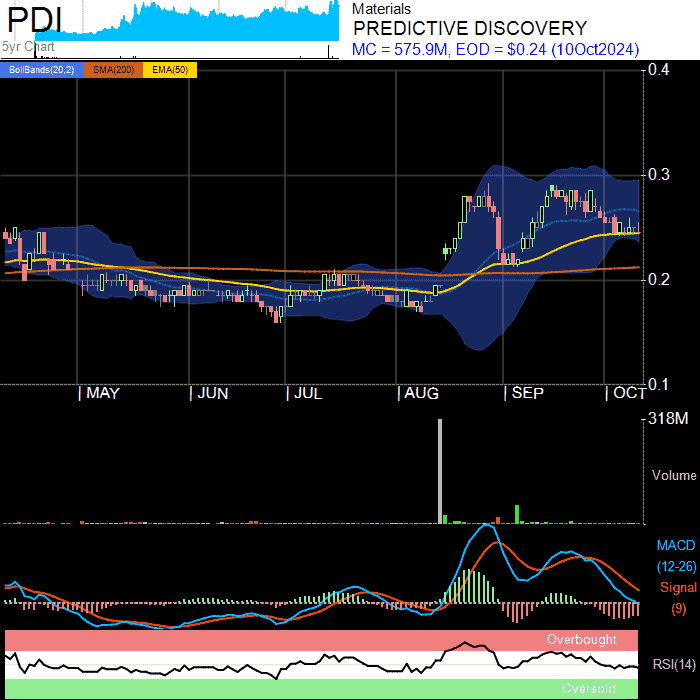 PDI
5yr Chart
Materials
PREDICTIVE DISCOVERY
MC = 575.9M, EOD = $0.24 (10Oct2024)
BollBands(20,2) SMA(200) EMA(50)
0.4
0.3
0.2
0.1
| MAY | JUN | JUL | AUG | SEP | OCT
318M
Volume
MACD
(12-26)
Signal
(9)
Overbought
RSI(14)
Oversold